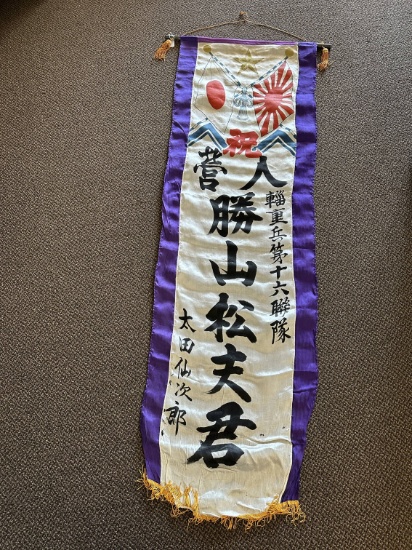 祝
入營
輜重兵第十六聯隊
勝山松夫君
太田仙次郎